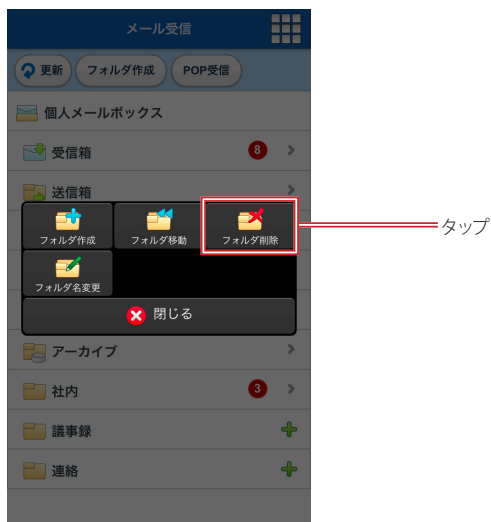 メール受信
更新 フォルダ作成 POP受信
個人メールボックス
受信箱 8
送信箱
フォルダ作成 フォルダ移動 フォルダ削除
タップ
フォルダ名変更
閉じる
アーカイブ
社内 3
議事録
連絡